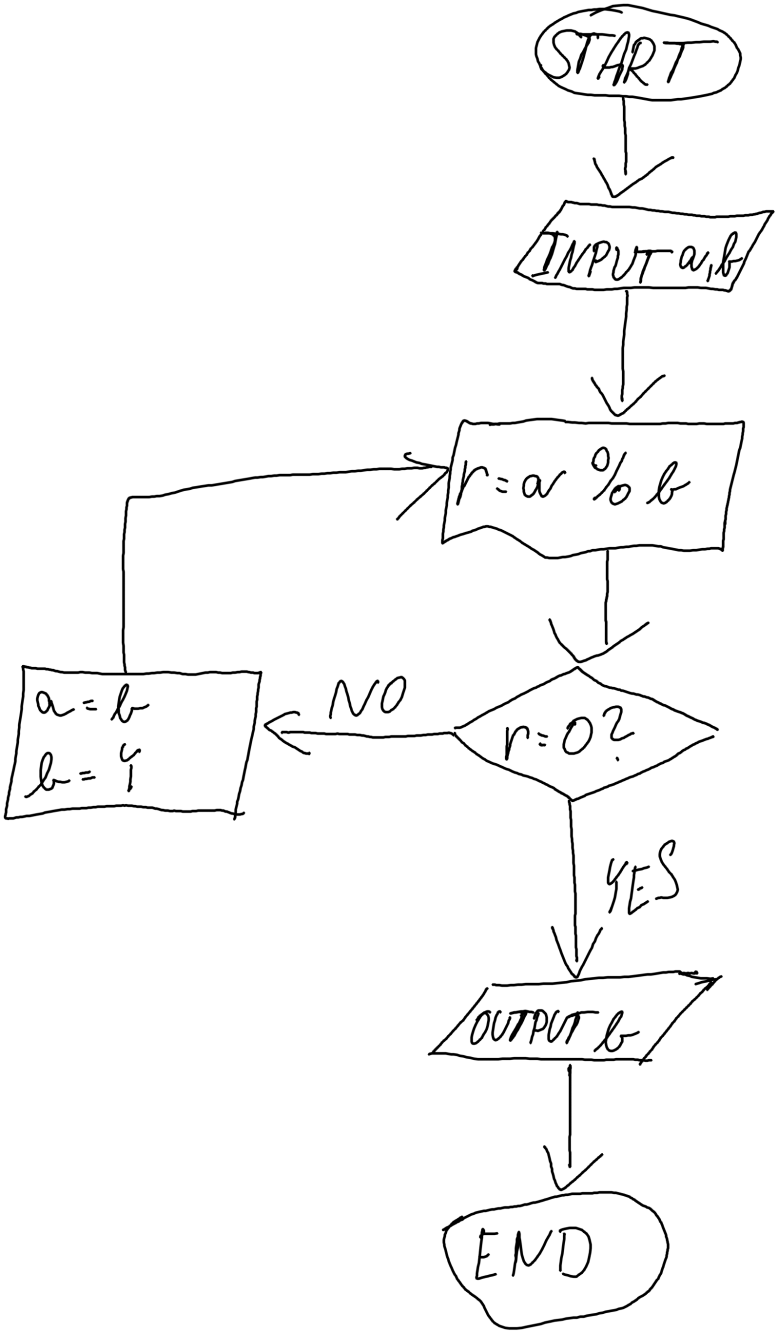 START
INPUT a,b
r=a % b
r=0?
NO
a=b
b=r
YES
OUTPUT b
END